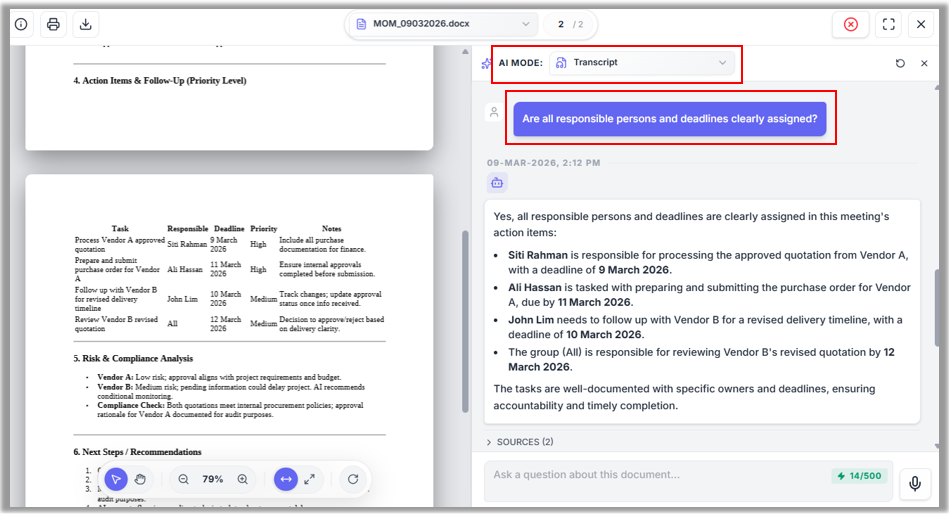 MOM_09032026.docx
2 / 2
4. Action Items & Follow-Up (Priority Level)
Task Responsible Deadline Priority Notes
Process Vendor A approved quotation Siti Rahman 9 March 2026 High Include all purchase documentation for finance.
Prepare and submit purchase order for Vendor A Ali Hassan 11 March 2026 High Ensure internal approvals completed before submission.
Follow up with Vendor B for revised delivery timeline John Lim 10 March 2026 Medium Track changes; update approval status once info received.
Review Vendor B revised quotation All 12 March 2026 Medium Decision to approve/reject based on delivery clarity.
5. Risk & Compliance Analysis
• Vendor A: Low risk; approval aligns with project requirements and budget.
• Vendor B: Medium risk; pending information could delay project. AI recommends
conditional monitoring.
• Compliance Check: Both quotations meet internal procurement policies; approval
rationale for Vendor A documented for audit purposes.
6. Next Steps / Recommendations
1.
2.
3.
audit purposes.
79%
AI MODE: Transcript
Are all responsible persons and deadlines clearly assigned?
09-MAR-2026, 2:12 PM
Yes, all responsible persons and deadlines are clearly assigned in this meeting's
action items:
• Siti Rahman is responsible for processing the approved quotation from Vendor A,
with a deadline of 9 March 2026.
• Ali Hassan is tasked with preparing and submitting the purchase order for Vendor
A, due by 11 March 2026.
• John Lim needs to follow up with Vendor B for a revised delivery timeline, with a
deadline of 10 March 2026.
• The group (All) is responsible for reviewing Vendor B's revised quotation by 12
March 2026.
The tasks are well-documented with specific owners and deadlines, ensuring
accountability and timely completion.
SOURCES (2)
Ask a question about this document...
14/500